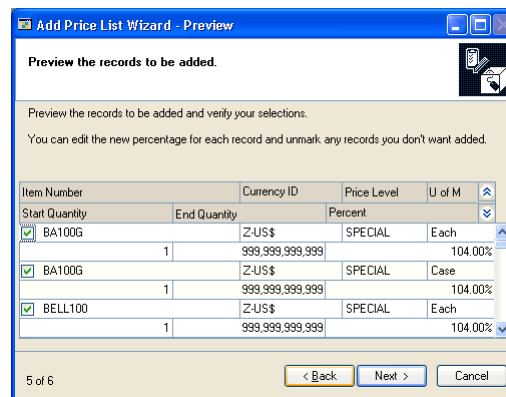 Add Price List Wizard - Preview
Preview the records to be added.
Preview the records to be added and verify your selections.
You can edit the new percentage for each record and unmark any records you don't want added.
Item Number Currency ID Price Level U of M
Start Quantity End Quantity Percent
BA100G Z-US$ SPECIAL Each
1 999,999,999,999 104.00%
BA100G Z-US$ SPECIAL Case
1 999,999,999,999 104.00%
BELL100 Z-US$ SPECIAL Each
1 999,999,999,999 104.00%
5 of 6 < Back Next > Cancel